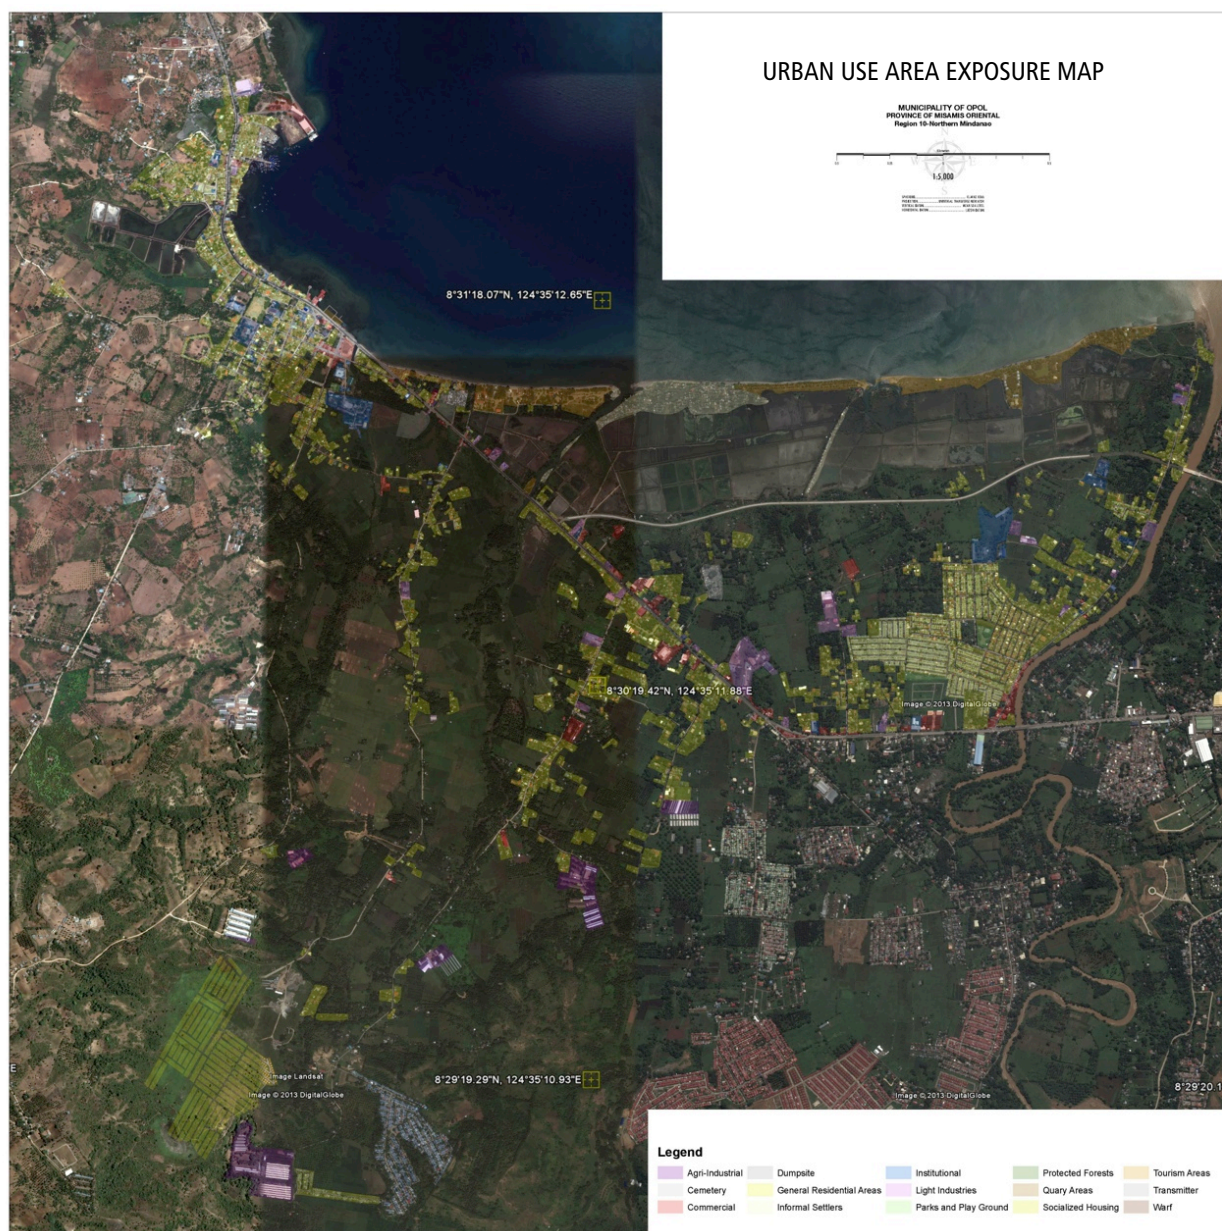 URBAN USE AREA EXPOSURE MAP
MUNICIPALITY OF OPOL
PROVINCE OF MISAMIS ORIENTAL
Region 10-Northern Mindanao
N
W
E
S
1:5,000
8°31'18.07"N, 124°35'12.65"E
8°30'19.42"N, 124°35'11.88"E
Image © 2013 DigitalGlobe
E
Image Landsat
8°29'19.29"N, 124°35'10.93"E
8°29'20.1
Image © 2013 DigitalGlobe
Image © 2013 DigitalGlobe
Legend
Agri-Industrial
Dumpsite
Institutional
Protected Forests
Tourism Areas
Cemetery
General Residential Areas
Light Industries
Quary Areas
Transmitter
Commercial
Informal Settlers
Parks and Play Ground
Socialized Housing
Warf